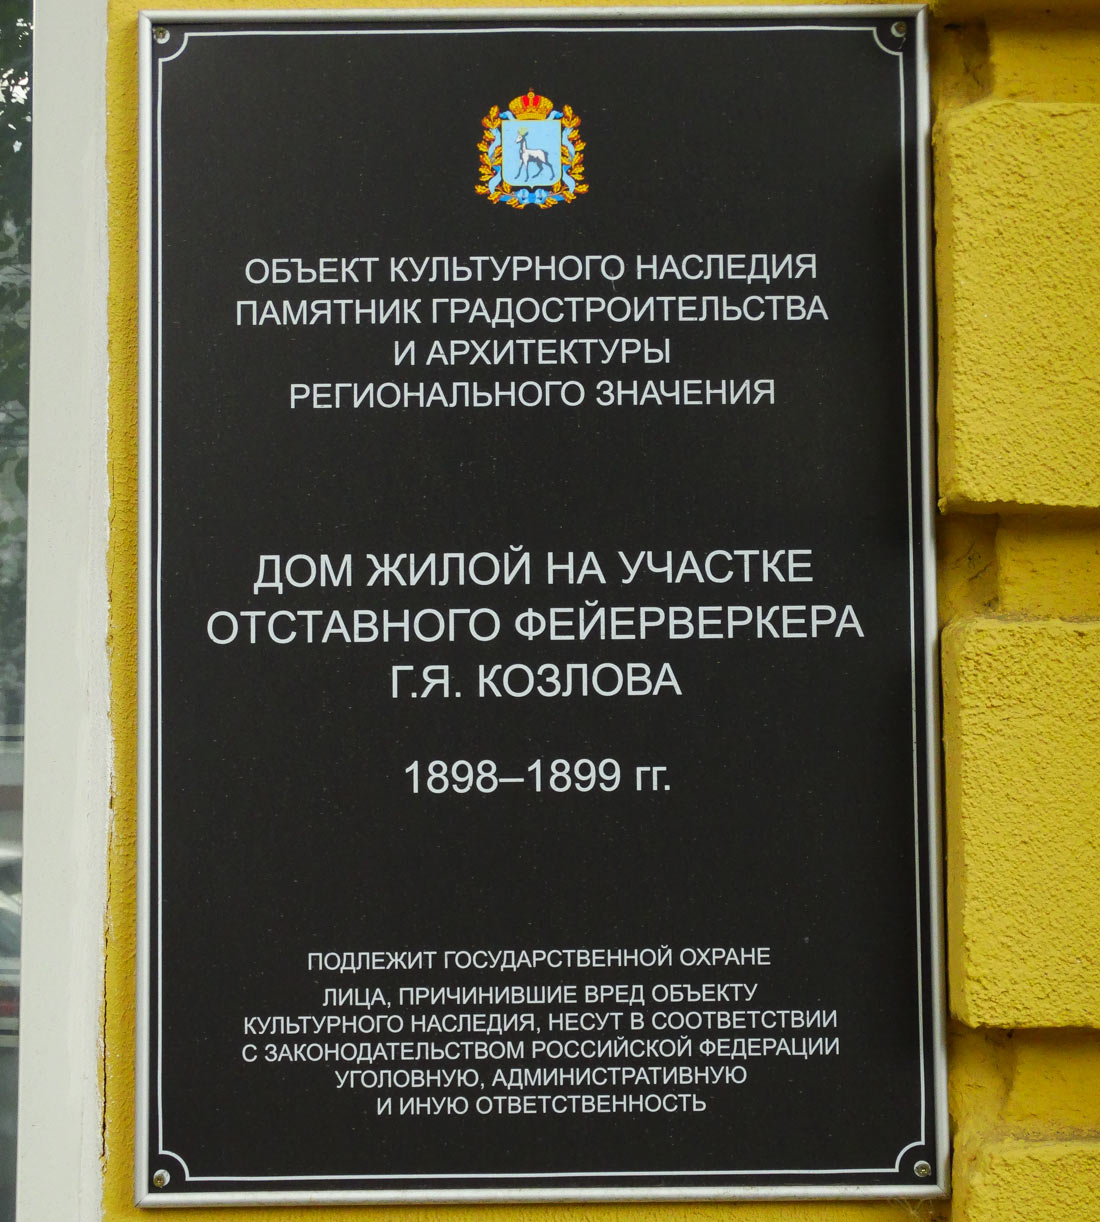 ОБЪЕКТ КУЛЬТУРНОГО НАСЛЕДИЯ
ПАМЯТНИК ГРАДОСТРОИТЕЛЬСТВА
И АРХИТЕКТУРЫ
РЕГИОНАЛЬНОГО ЗНАЧЕНИЯ
ДОМ ЖИЛОЙ НА УЧАСТКЕ
ОТСТАВНОГО ФЕЙЕРВЕРКЕРА
Г.Я. КОЗЛОВА
1898–1899 гг.
ПОДЛЕЖИТ ГОСУДАРСТВЕННОЙ ОХРАНЕ
ЛИЦА, ПРИЧИНИВШИЕ ВРЕД ОБЪЕКТУ
КУЛЬТУРНОГО НАСЛЕДИЯ, НЕСУТ В СООТВЕТСТВИИ
С ЗАКОНОДАТЕЛЬСТВОМ РОССИЙСКОЙ ФЕДЕРАЦИИ
УГОЛОВНУЮ, АДМИНИСТРАТИВНУЮ
И ИНУЮ ОТВЕТСТВЕННОСТЬ